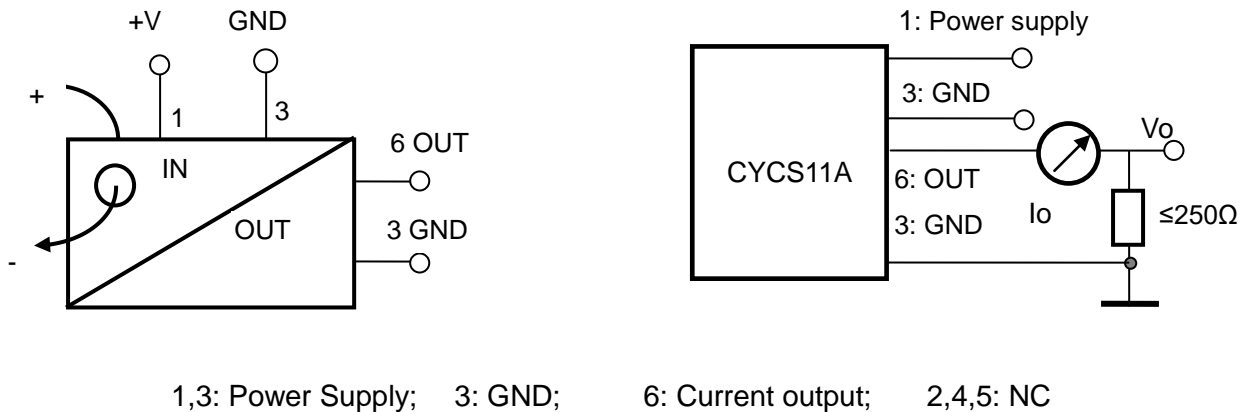 +V
GND
+
1
3
IN
OUT
6 OUT
3 GND
-
1: Power supply
3: GND
CYCS11A
6: OUT
3: GND
Io
Vo
≤250Ω
1,3: Power Supply; 3: GND; 6: Current output; 2,4,5: NC